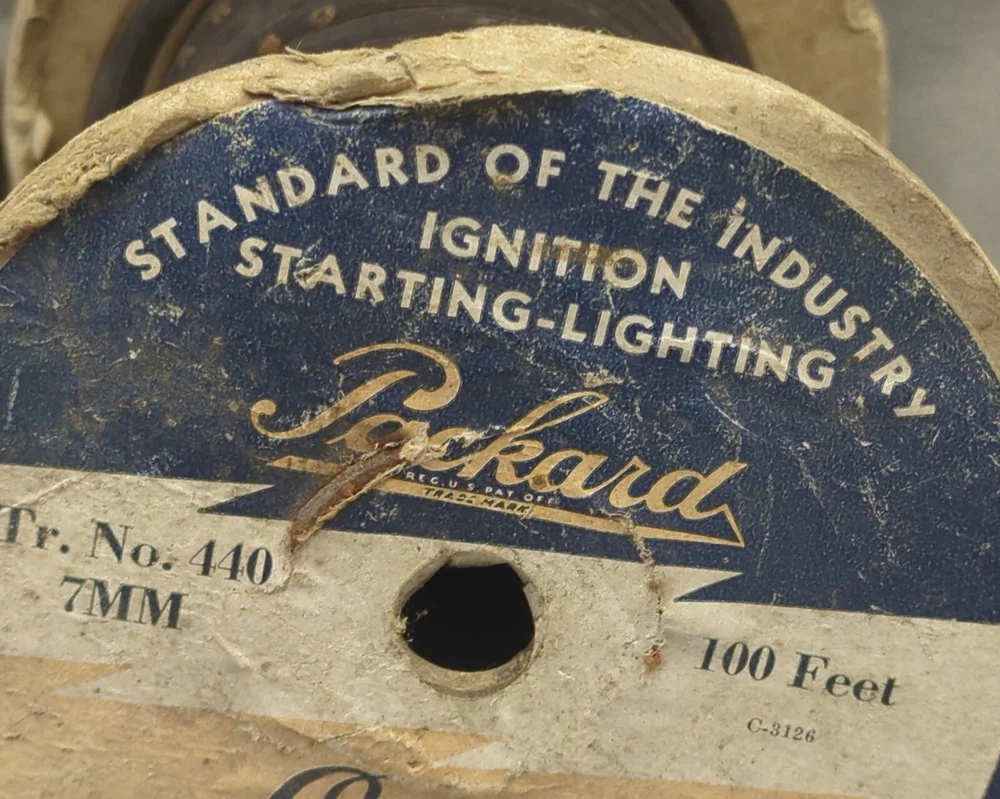 STANDARD OF THE INDUSTRY
IGNITION
STARTING-LIGHTING
Packard
REG. U.S. PAT. OFF.
TRADE MARK
Tr. No. 440
7MM
100 Feet
C-3126